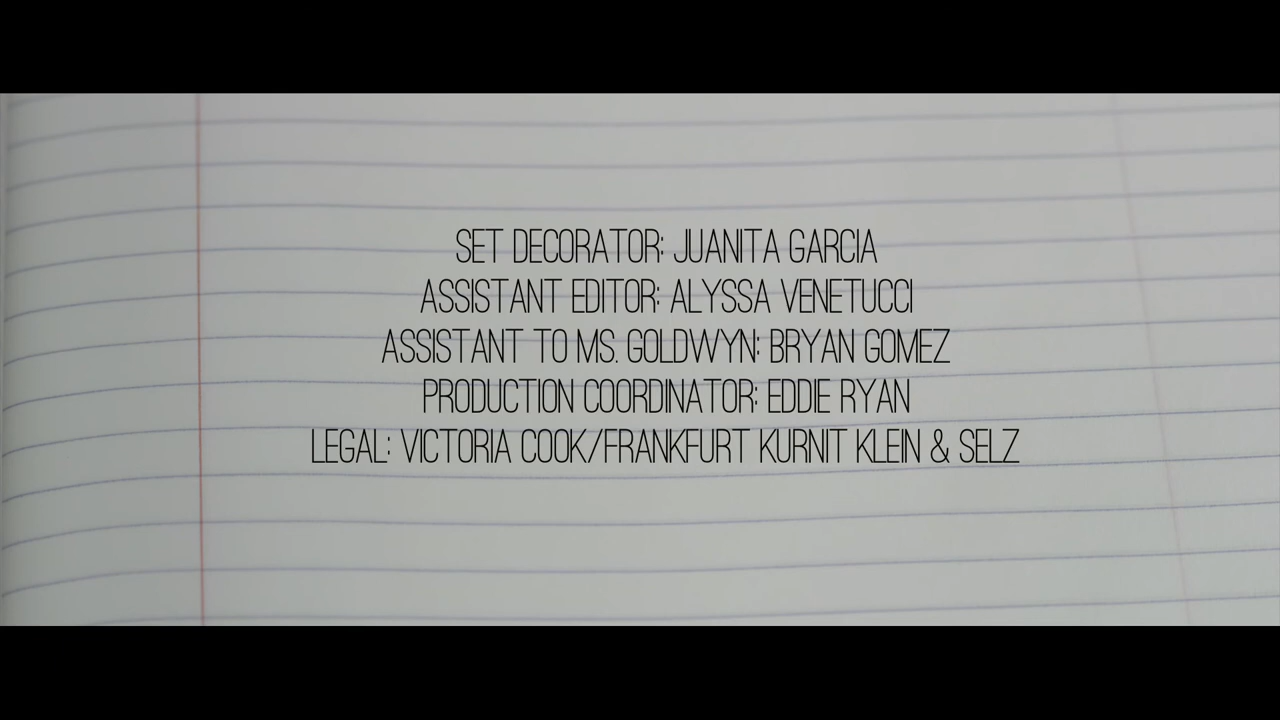 SET DECORATOR: JUANITA GARCIA
ASSISTANT EDITOR: ALYSSA VENETUCCI
ASSISTANT TO MS. GOLDWYN: BRYAN GOMEZ
PRODUCTION COORDINATOR: EDDIE RYAN
LEGAL: VICTORIA COOK/FRANKFURT KURNIT KLEIN & SELZ